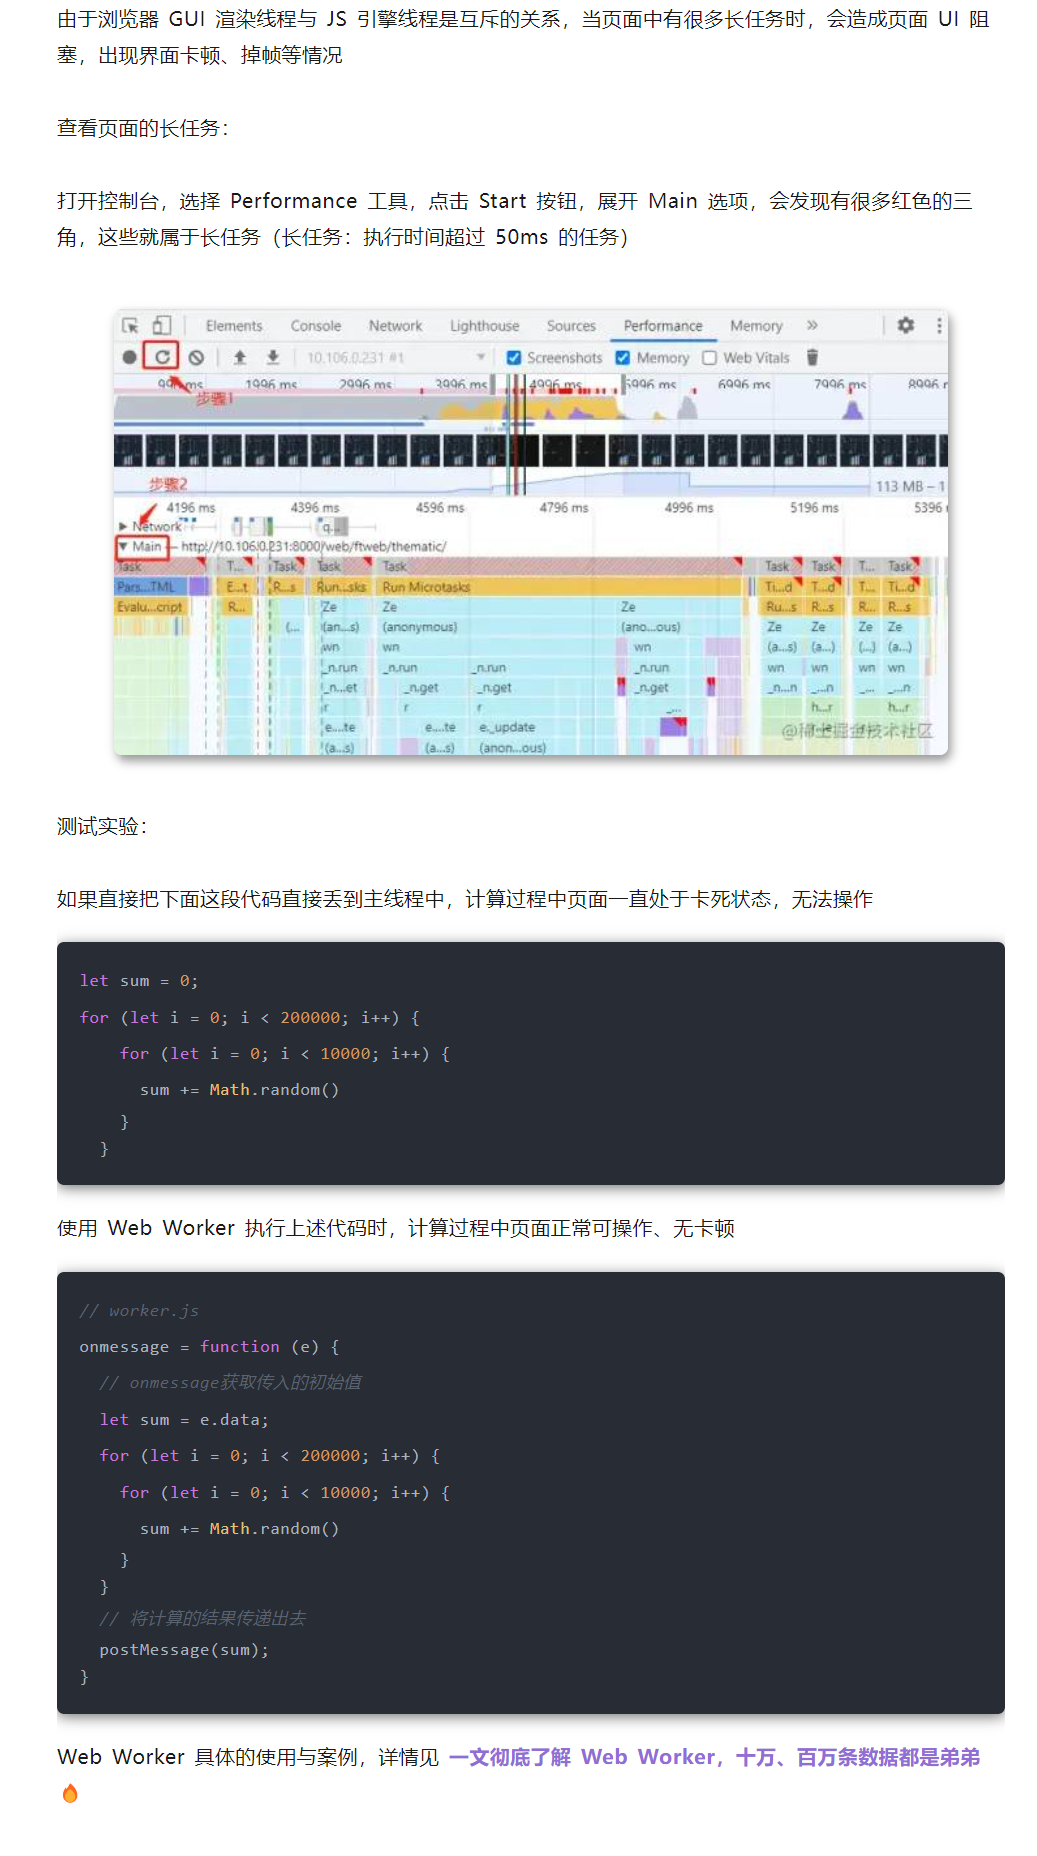 由于浏览器 GUI 渲染线程与 JS 引擎线程是互斥的关系，当页面中有很多长任务时，会造成页面 UI 阻
塞，出现界面卡顿、掉帧等情况
查看页面的长任务：
打开控制台，选择 Performance 工具，点击 Start 按钮，展开 Main 选项，会发现有很多红色的三
角，这些就属于长任务（长任务：执行时间超过 50ms 的任务）
Elements Console Network Lighthouse Sources Performance Memory »
10.106.0.231 #1 Screenshots Memory Web Vitals
1996 ms 2996 ms 3996 ms 4996 ms 5996 ms 6996 ms 7996 ms 8996
步骤1
113 MB – 1
步骤2
4196 ms 4396 ms 4596 ms 4796 ms 4996 ms 5196 ms 5396
Network
Main — http://10.106.0.231:8000/web/ftweb/thematic/
Task T... Task Task Task Task Task T... Task
Pars...TML E...t R...s Run...sks Run Microtasks Ti...d T...d T... Ti...d
Evalu...cript R... Ze Ze Ze Ru...s R...s R... R...s
(... (an...s) (anonymous) (ano...ous) Ze Ze Ze Ze
wn wn wn (a...s) (a...) (...) (a...)
_n.run _n.run _n.run _n.run wn wn wn wn
_n...et _n.get _n.get _n.get _n...n _...n _... _...n
r r r _... h...r h...r
e....te e....te e._update
(a...s) (a...s) (anon...ous)
@稀土掘金技术社区
测试实验：
如果直接把下面这段代码直接丢到主线程中，计算过程中页面一直处于卡死状态，无法操作
let sum = 0;
for (let i = 0; i < 200000; i++) {
for (let i = 0; i < 10000; i++) {
sum += Math.random()
}
}
使用 Web Worker 执行上述代码时，计算过程中页面正常可操作、无卡顿
// worker.js
onmessage = function (e) {
// onmessage获取传入的初始值
let sum = e.data;
for (let i = 0; i < 200000; i++) {
for (let i = 0; i < 10000; i++) {
sum += Math.random()
}
}
// 将计算的结果传递出去
postMessage(sum);
}
Web Worker 具体的使用与案例，详情见 一文彻底了解 Web Worker，十万、百万条数据都是弟弟
🔥